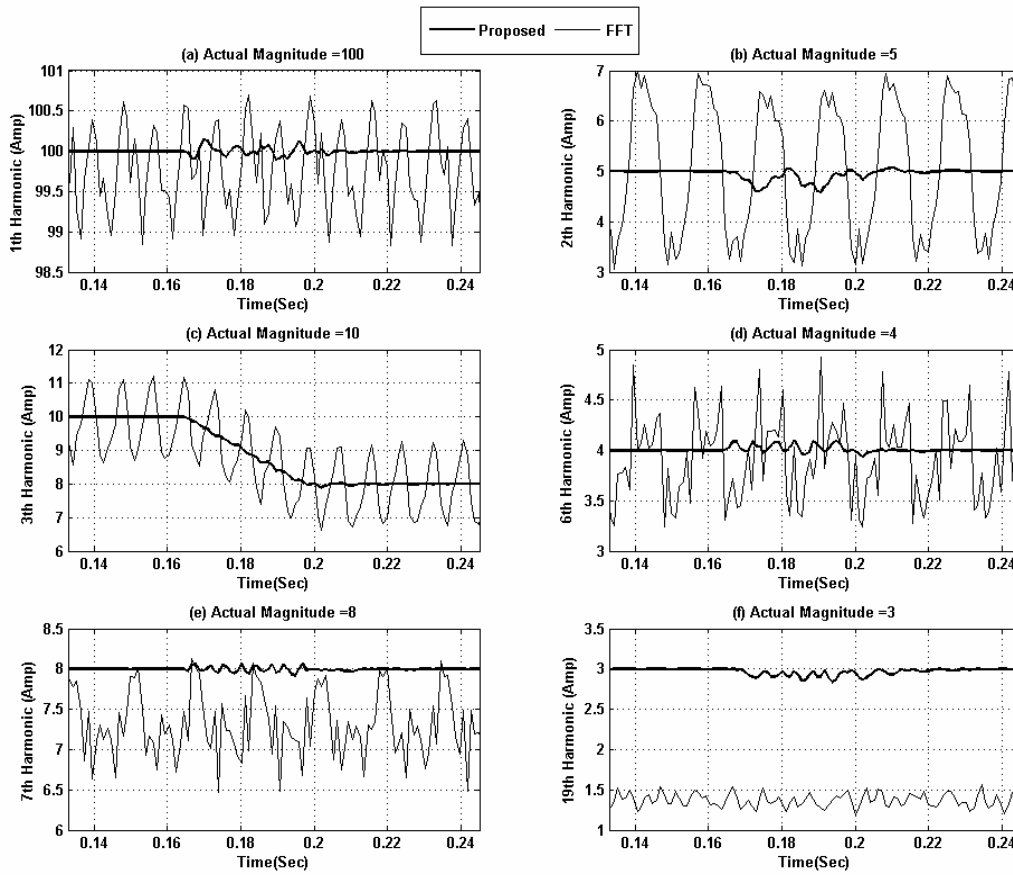 Proposed FFT
(a) Actual Magnitude =100
(b) Actual Magnitude =5
1th Harmonic (Amp)
101
100.5
100
99.5
99
98.5
0.14 0.16 0.18 0.2 0.22 0.24
Time(Sec)
2th Harmonic (Amp)
7
6
5
4
3
0.14 0.16 0.18 0.2 0.22 0.24
Time(Sec)
(c) Actual Magnitude =10
(d) Actual Magnitude =4
3th Harmonic (Amp)
12
11
10
9
8
7
6
0.14 0.16 0.18 0.2 0.22 0.24
Time(Sec)
6th Harmonic (Amp)
5
4.5
4
3.5
3
0.14 0.16 0.18 0.2 0.22 0.24
Time(Sec)
(e) Actual Magnitude =8
(f) Actual Magnitude =3
7th Harmonic (Amp)
8.5
8
7.5
7
6.5
6
0.14 0.16 0.18 0.2 0.22 0.24
Time(Sec)
19th Harmonic (Amp)
3.5
3
2.5
2
1.5
1
0.14 0.16 0.18 0.2 0.22 0.24
Time(Sec)